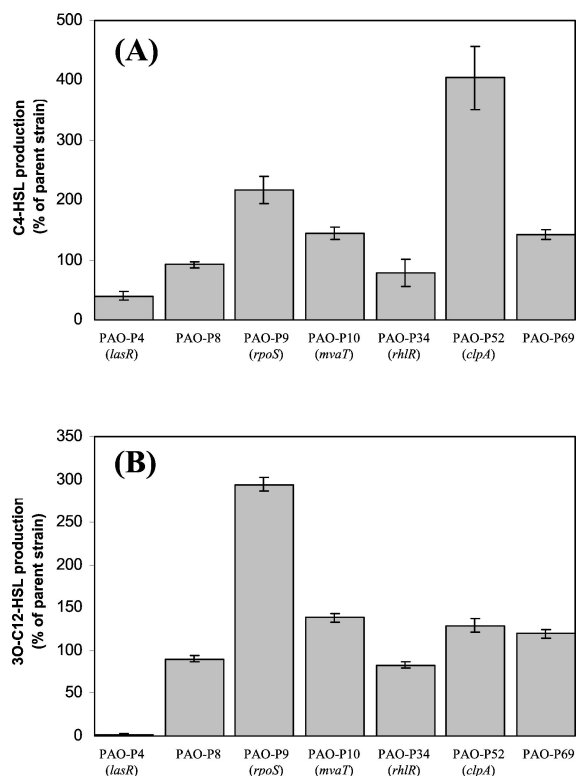 (A)
C4-HSL production
(% of parent strain)
500
400
300
200
100
0
PAO-P4 PAO-P8 PAO-P9 PAO-P10 PAO-P34 PAO-P52 PAO-P69
(lasR) (rpoS) (mvaT) (rhlR) (clpA)
(B)
3O-C12-HSL production
(% of parent strain)
350
300
250
200
150
100
50
0
PAO-P4 PAO-P8 PAO-P9 PAO-P10 PAO-P34 PAO-P52 PAO-P69
(lasR) (rpoS) (mvaT) (rhlR) (clpA)